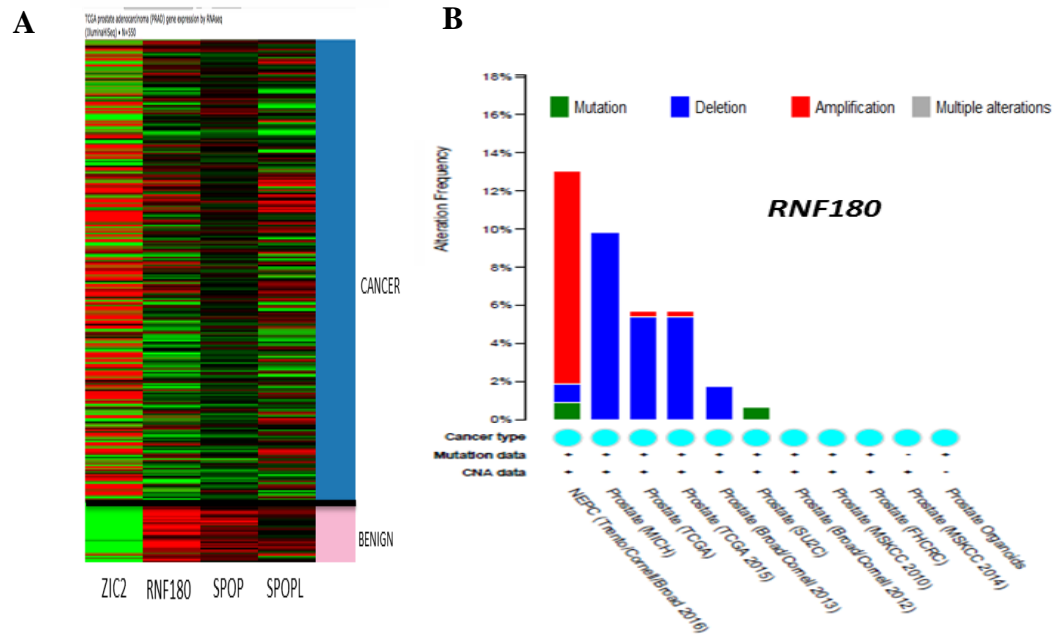 A
TCGA prostate adenocarcinoma (PRAD) gene expression by RNAseq
(IlluminaHiSeq) • N=550
CANCER
BENIGN
ZIC2 RNF180 SPOP SPOPL
B
18%
16%
14%
12%
10%
8%
6%
4%
2%
0%
Alteration Frequency
Mutation Deletion Amplification Multiple alterations
RNF180
Cancer type
Mutation data + + + + + + + + + - +
CNA data + + + + + + + + + - -
NEPC (Trento/Cornell/Broad 2016)
Prostate (MICH)
Prostate (TCGA)
Prostate (TCGA 2015)
Prostate (Broad/Cornell 2013)
Prostate (SU2C)
Prostate (Broad/Cornell 2012)
Prostate (MSKCC 2010)
Prostate (FHCRC)
Prostate (MSKCC 2014)
Prostate Organoids